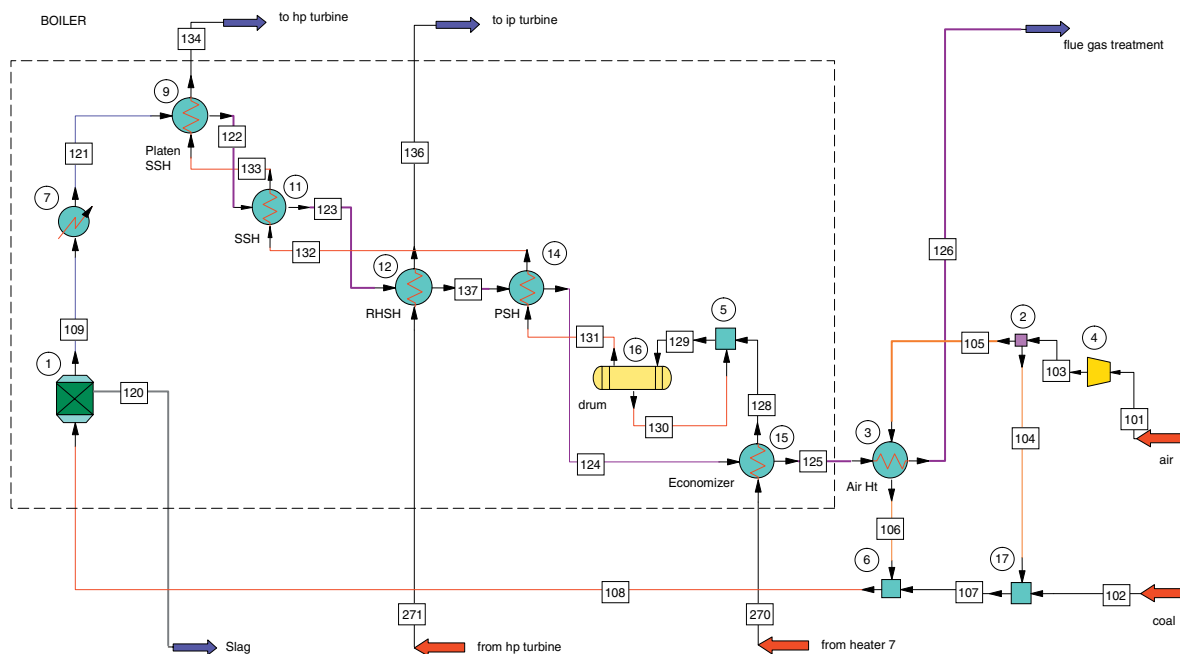 to hp turbine
to ip turbine
BOILER
134
flue gas treatment
9
122
Platen
SSH
121
133
136
11
7
123
SSH
132
126
14
12
137
RHSH
PSH
5
2
4
109
131
129
105
103
16
1
120
128
101
drum
130
15
3
104
air
124
125
Economizer
Air Ht
106
6
17
108
107
102
271
270
coal
Slag
from hp turbine
from heater 7